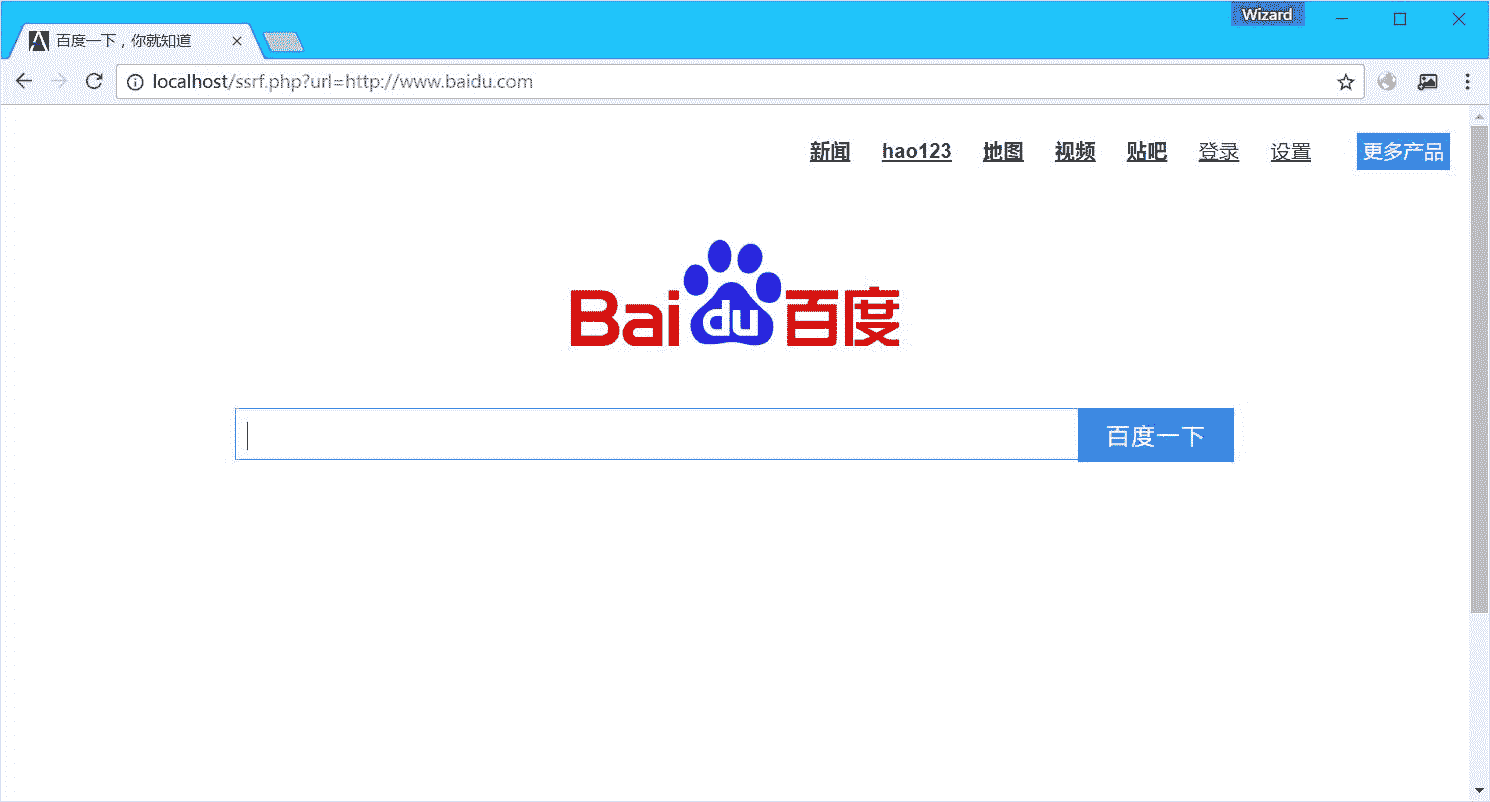 Wizard
百度一下，你就知道
localhost/ssrf.php?url=http://www.baidu.com
新闻 hao123 地图 视频 贴吧 登录 设置 更多产品
Bai du 百度
百度一下